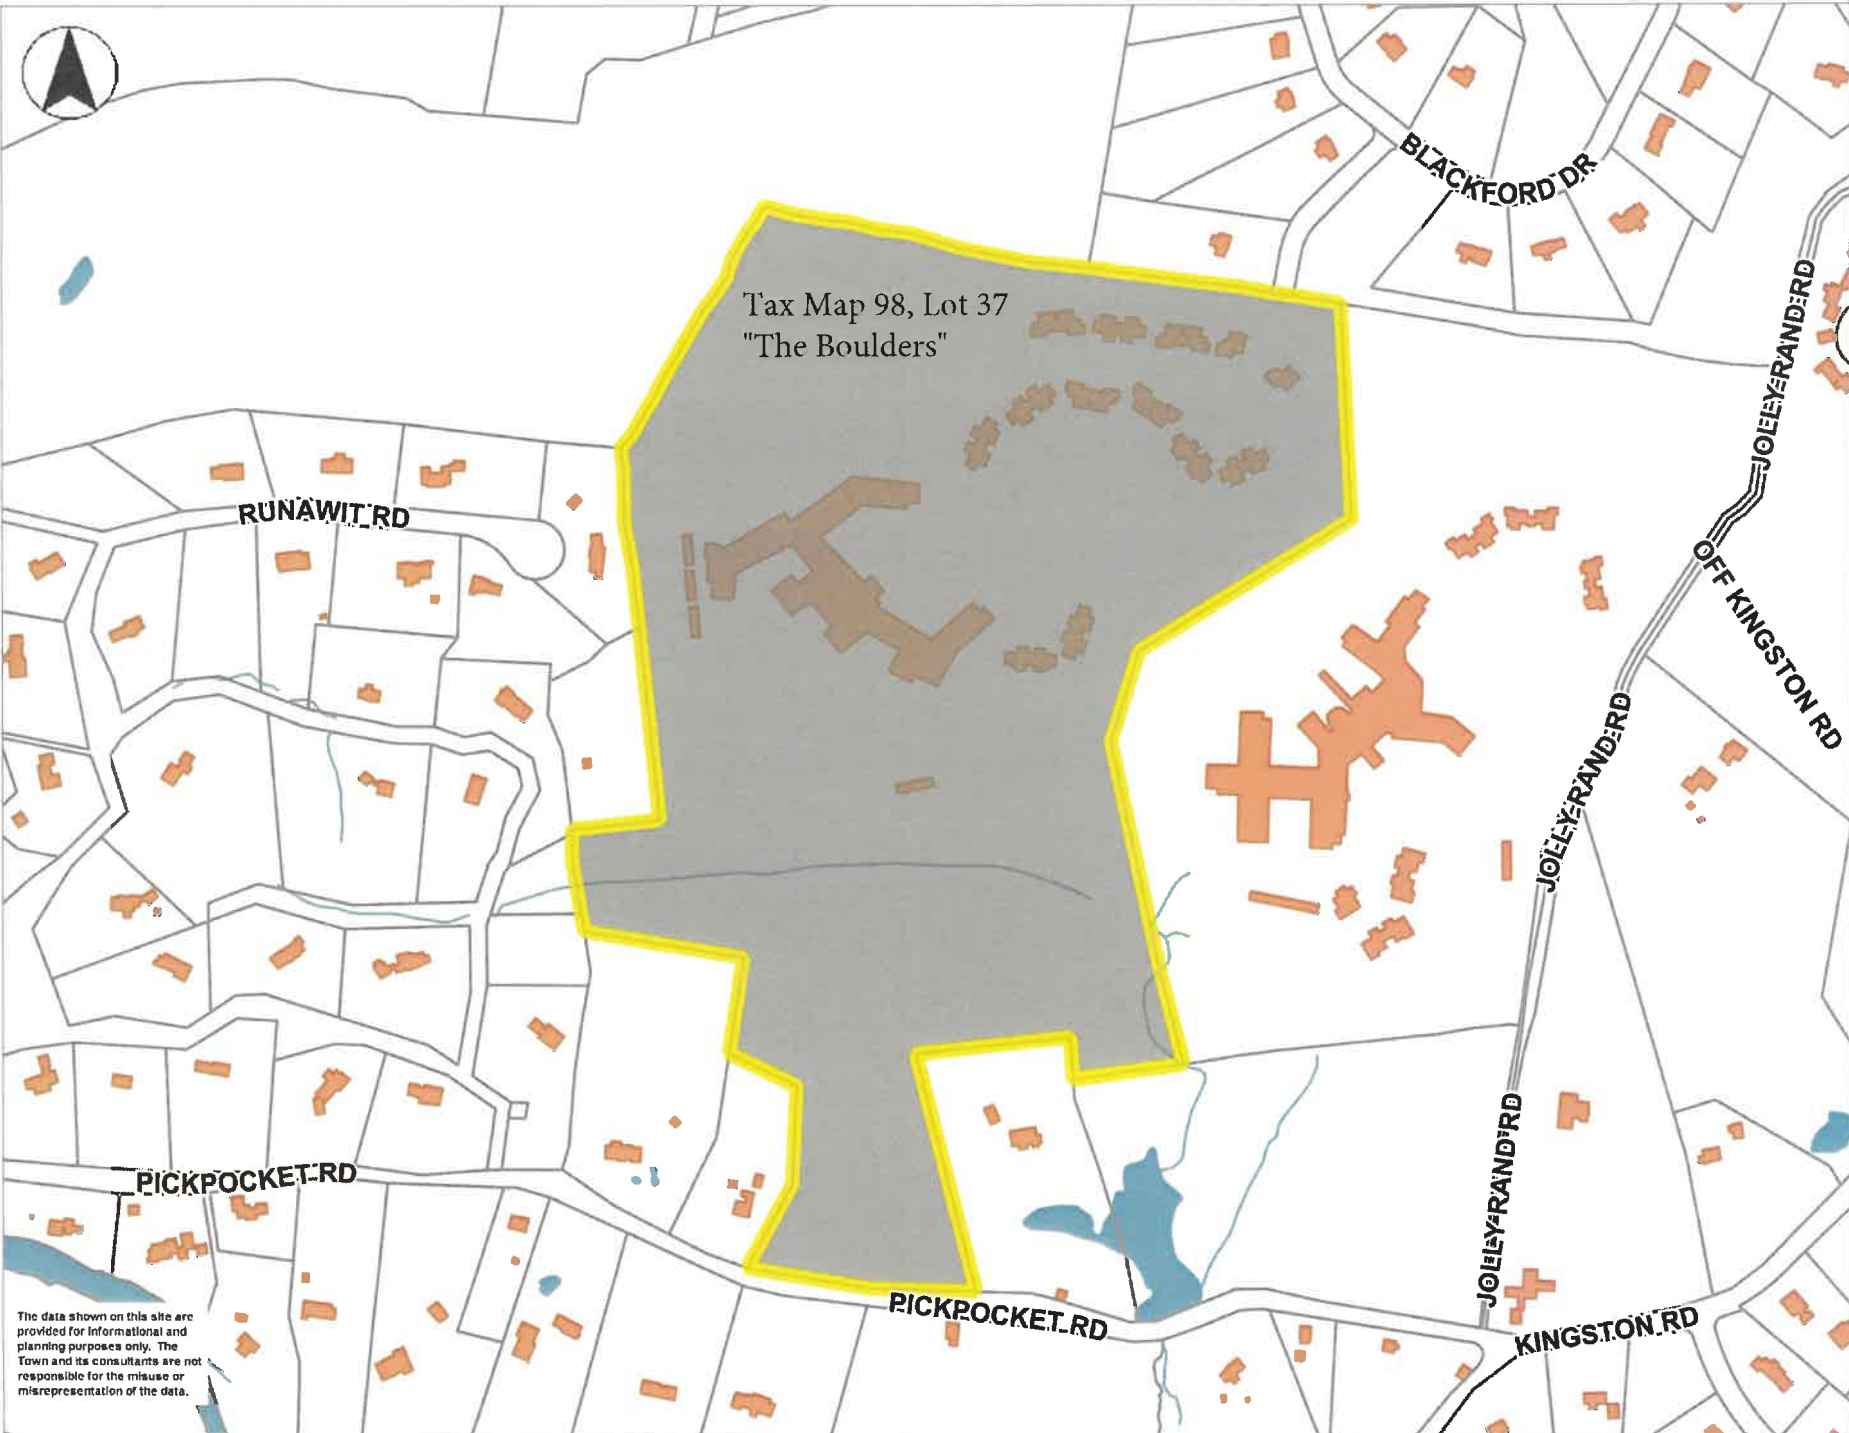 BLACKFORD DR
JOLLY RAND RD
Tax Map 98, Lot 37
"The Boulders"
RUNAWIT RD
OFF KINGSTON RD
JOLLY RAND RD
PICKPOCKET RD
JOLLY RAND RD
PICKPOCKET RD
KINGSTON RD
The data shown on this site are
provided for informational and
planning purposes only. The
Town and its consultants are not
responsible for the misuse or
misrepresentation of the data.